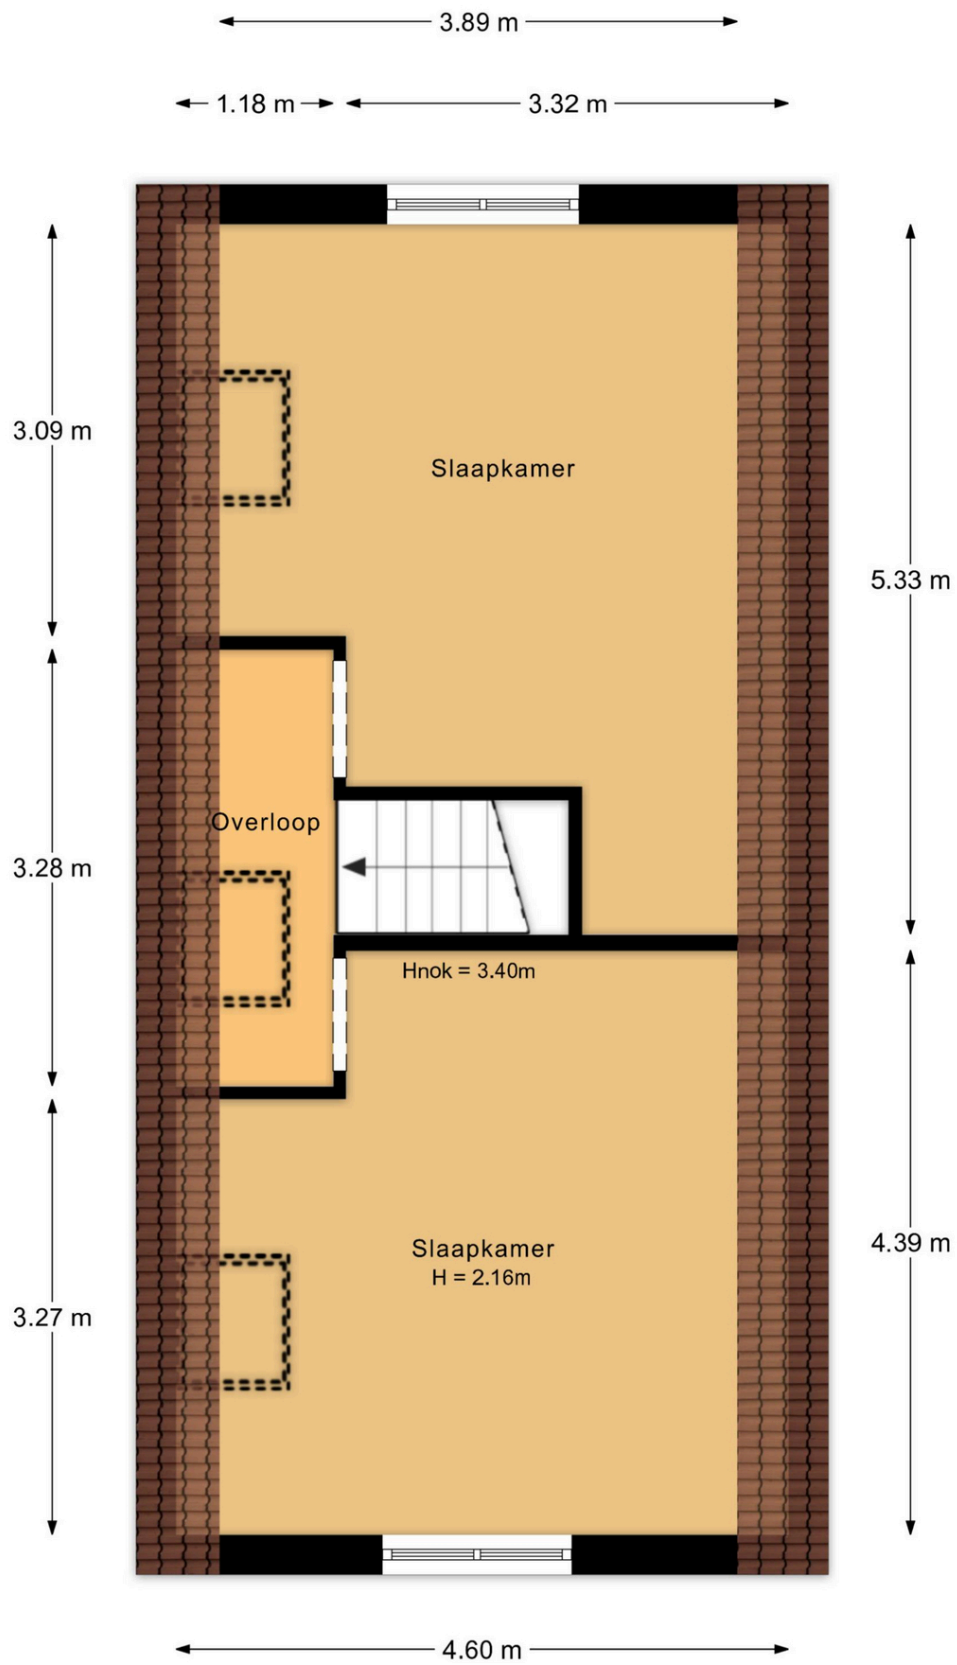 3.89 m
1.18 m
3.32 m
3.09 m
Slaapkamer
5.33 m
Overloop
3.28 m
Hnok = 3.40m
Slaapkamer
4.39 m
H = 2.16m
3.27 m
4.60 m